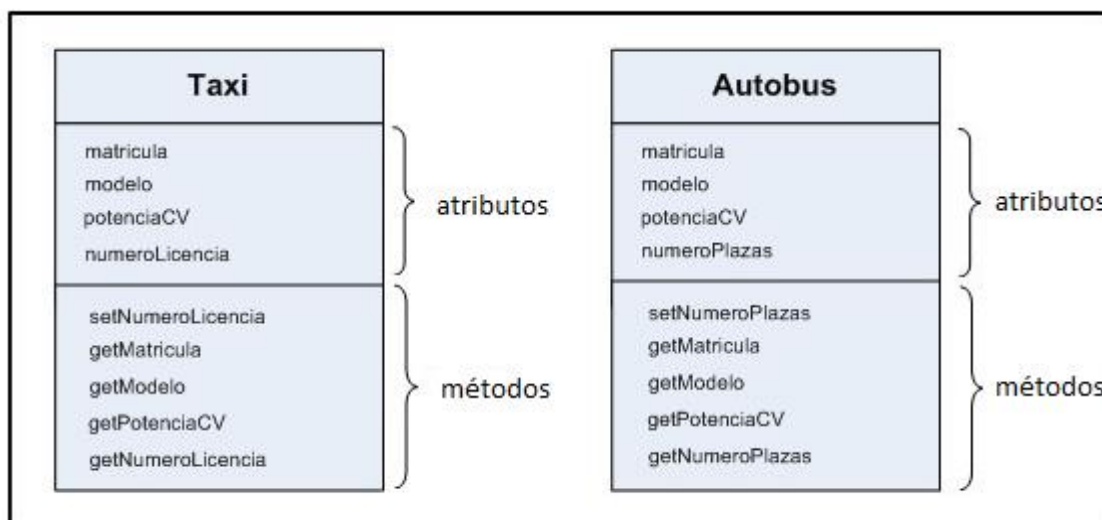 Taxi
matricula
modelo
potenciaCV
numeroLicencia
atributos
setNumeroLicencia
getMatricula
getModelo
getPotenciaCV
getNumeroLicencia
métodos
Autobus
matricula
modelo
potenciaCV
numeroPlazas
atributos
setNumeroPlazas
getMatricula
getModelo
getPotenciaCV
getNumeroPlazas
métodos